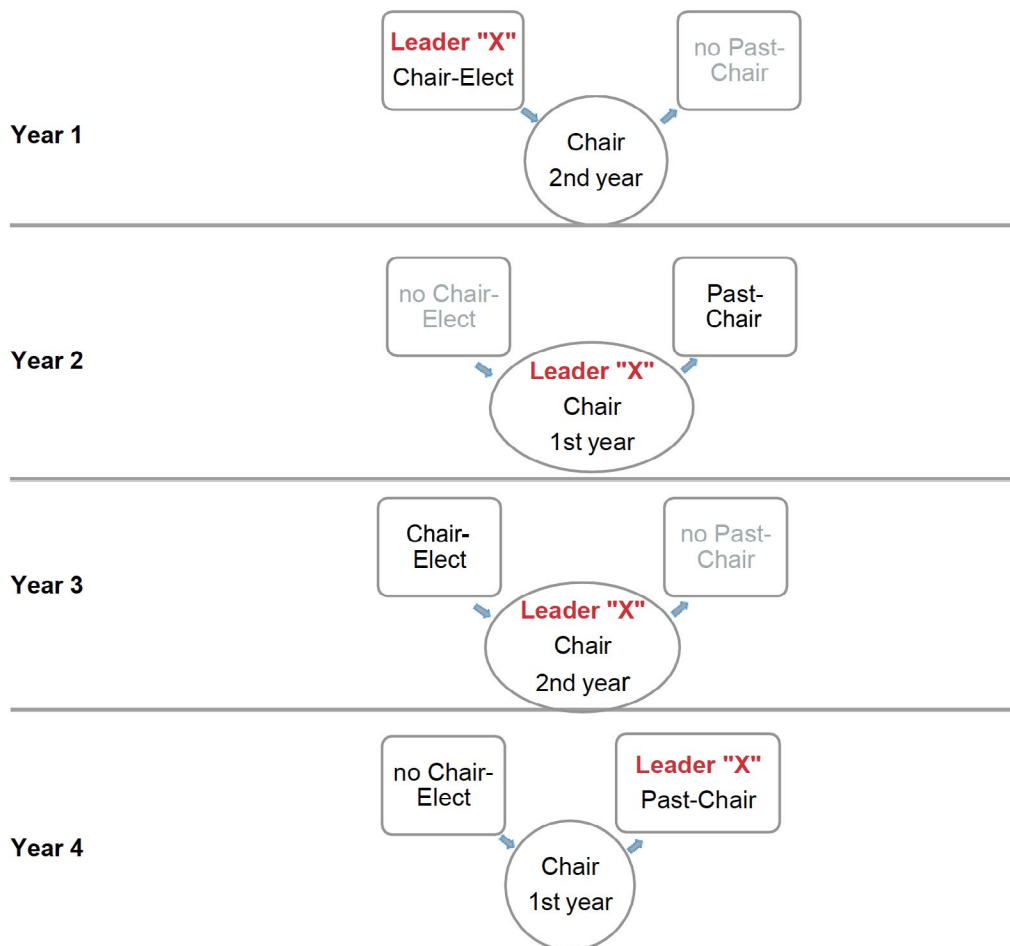 Leader "X"
Chair-Elect
no Past-
Chair
Year 1
Chair
2nd year
no Chair-
Elect
Past-
Chair
Year 2
Leader "X"
Chair
1st year
Chair-
Elect
no Past-
Chair
Year 3
Leader "X"
Chair
2nd year
no Chair-
Elect
Leader "X"
Past-Chair
Year 4
Chair
1st year